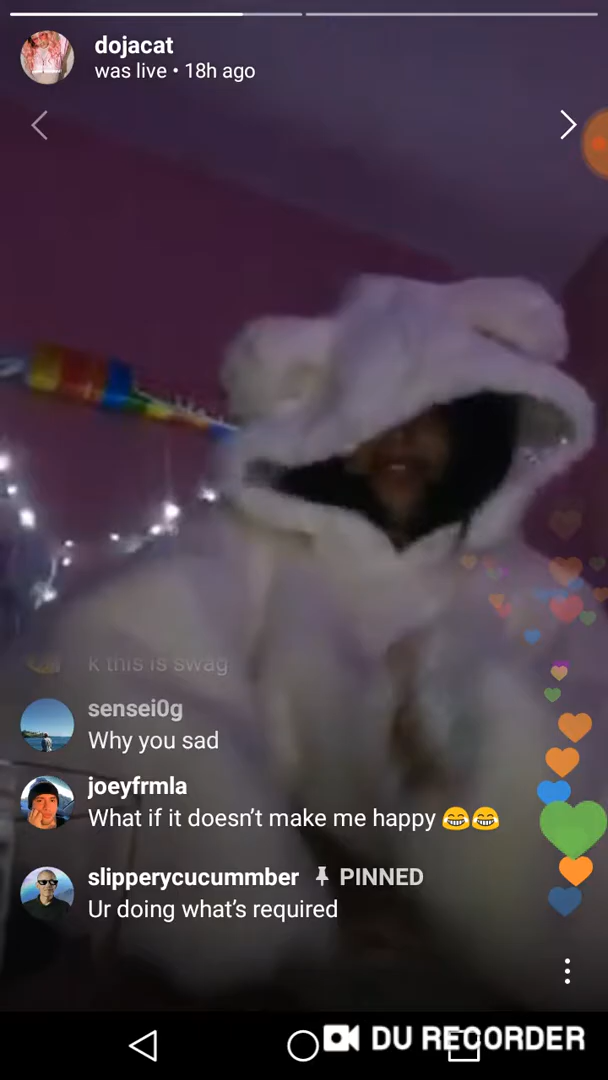 dojacat
was live • 18h ago
k this is swag
sensei0g
Why you sad
joeyfrmla
What if it doesn't make me happy 😂😂
slipperycucummber PINNED
Ur doing what's required
DU RECORDER